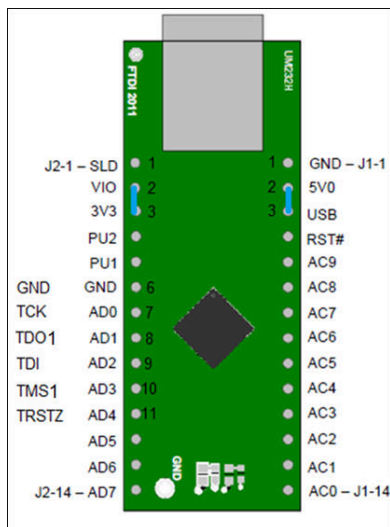 FTDI 2011
UM232H
J2-1 – SLD 1 1 GND – J1-1
VIO 2 2 5V0
3V3 3 3 USB
PU2 RST#
PU1 AC9
GND GND 6 AC8
TCK AD0 7 AC7
TDO1 AD1 8 AC6
TDI AD2 9 AC5
TMS1 AD3 10 AC4
TRSTZ AD4 11 AC3
AD5 AC2
AD6 AC1
GND
J2-14 – AD7 AC0 – J1-14